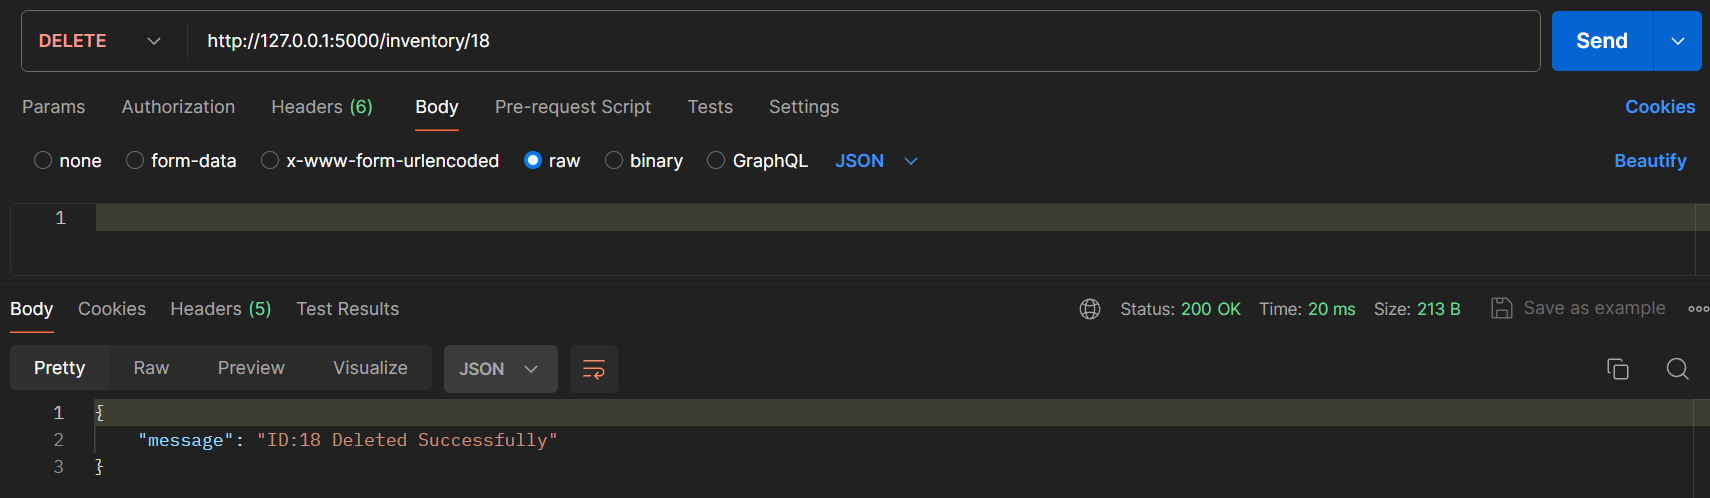 DELETE http://127.0.0.1:5000/inventory/18 Send
Params Authorization Headers (6) Body Pre-request Script Tests Settings Cookies
none form-data x-www-form-urlencoded raw binary GraphQL JSON Beautify
1
Body Cookies Headers (5) Test Results Status: 200 OK Time: 20 ms Size: 213 B Save as example
Pretty Raw Preview Visualize JSON
1 {
2 "message": "ID:18 Deleted Successfully"
3 }